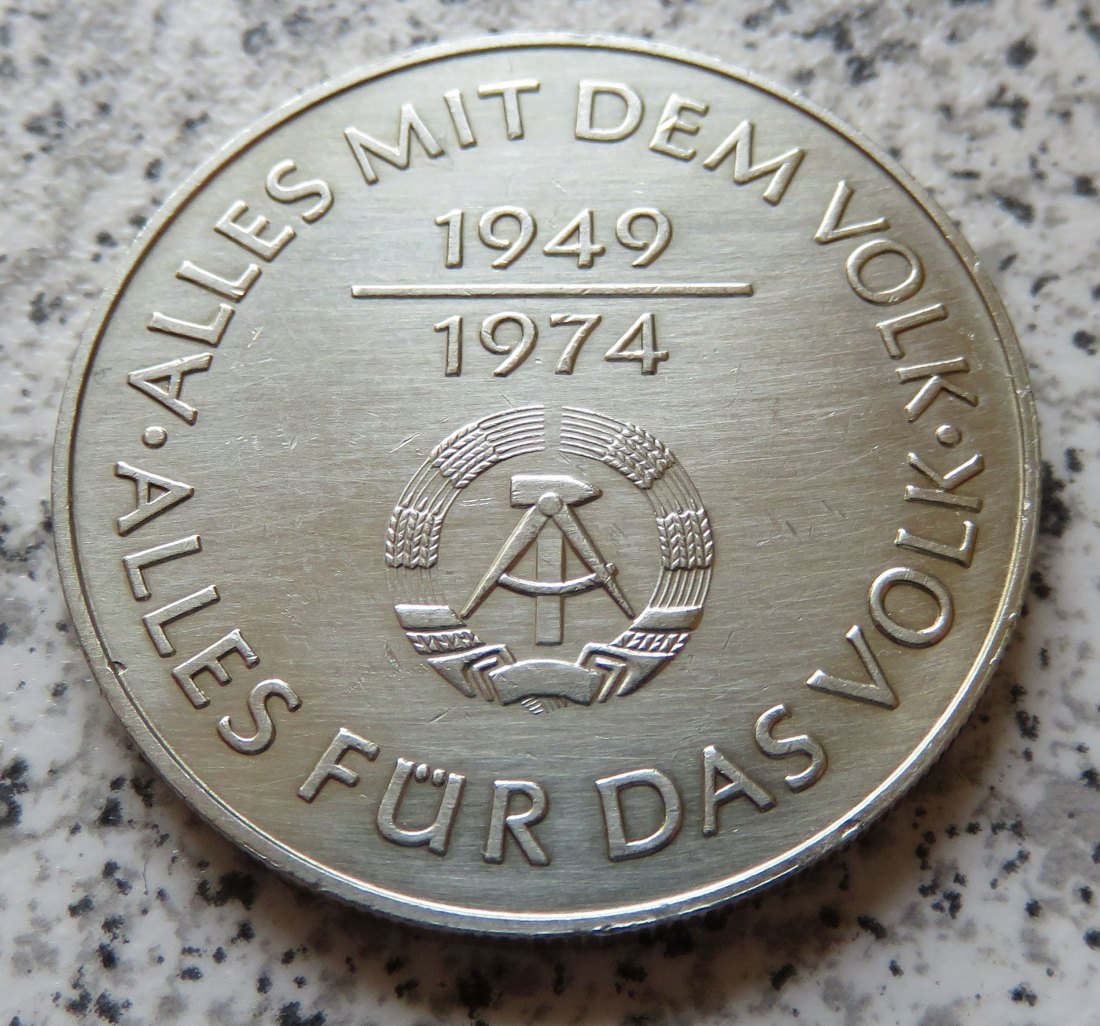 · ALLES MIT DEM VOLK ·
1949
1974
ALLES FÜR DAS VOLK